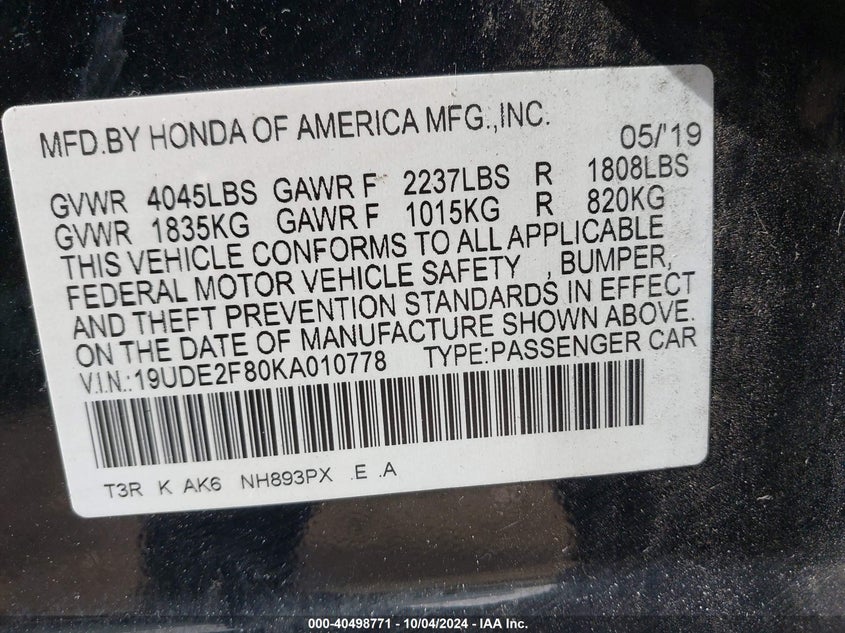 MFD.BY HONDA OF AMERICA MFG.,INC. 05/'19
GVWR 4045LBS GAWR F 2237LBS R 1808LBS
GVWR 1835KG GAWR F 1015KG R 820KG
THIS VEHICLE CONFORMS TO ALL APPLICABLE
FEDERAL MOTOR VEHICLE SAFETY , BUMPER,
AND THEFT PREVENTION STANDARDS IN EFFECT
ON THE DATE OF MANUFACTURE SHOWN ABOVE.
V.I.N.:19UDE2F80KA010778 TYPE:PASSENGER CAR
T3R K AK6 NH893PX .E .A
000-40498771 - 10/04/2024 - IAA Inc.